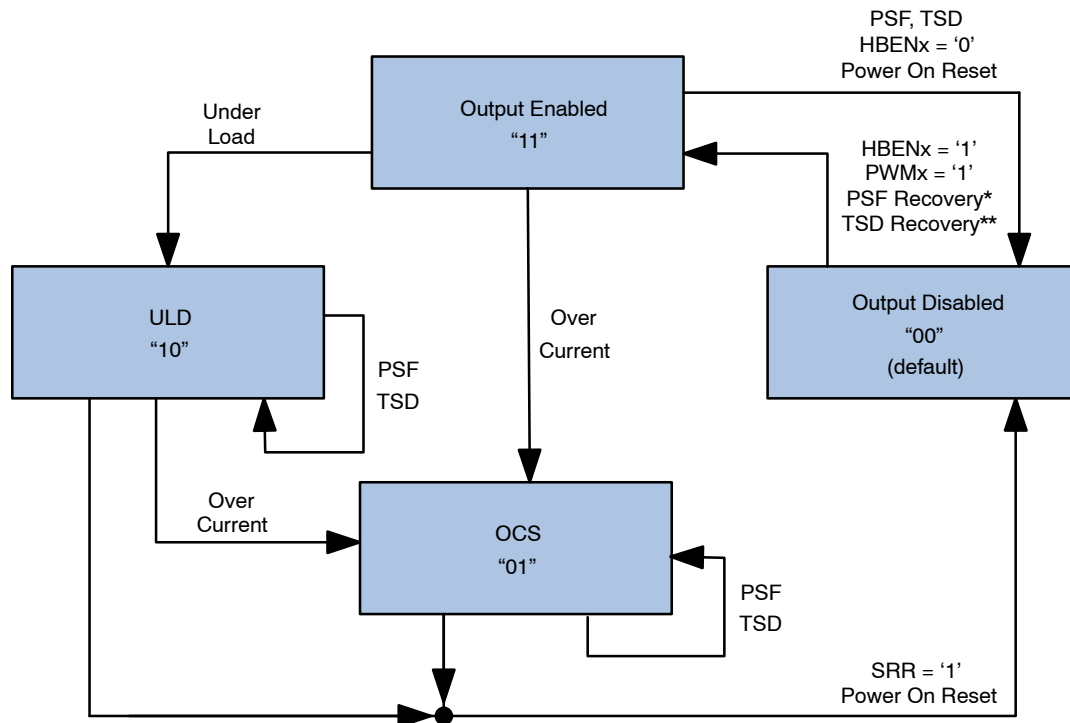 PSF, TSD
HBENx = ‘0’
Power On Reset
Output Enabled
“11”
Under
Load
HBENx = ‘1’
PWMx = ‘1’
PSF Recovery*
TSD Recovery**
ULD
“10”
Output Disabled
“00”
(default)
Over
Current
PSF
TSD
Over
Current
OCS
“01”
PSF
TSD
SRR = ‘1’
Power On Reset